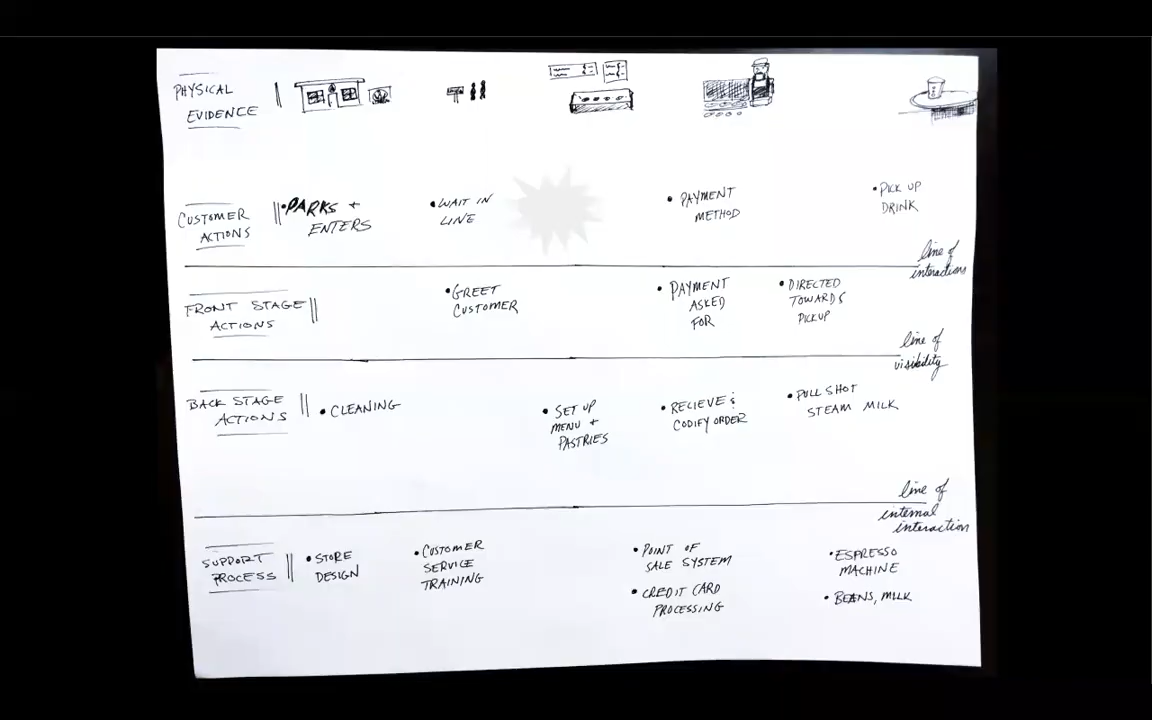 PHYSICAL
EVIDENCE
CUSTOMER
ACTIONS
• PARKS +
ENTERS
• WAIT IN
LINE
• PAYMENT
METHOD
• PICK UP
DRINK
line of
interaction
FRONT STAGE
ACTIONS
• GREET
CUSTOMER
• PAYMENT
ASKED
FOR
• DIRECTED
TOWARDS
PICKUP
line of
visibility
BACK STAGE
ACTIONS
• CLEANING
• SET UP
MENU +
PASTRIES
• RELIEVE &
CODIFY ORDER
• PULL SHOT
STEAM MILK
line of
internal
interaction
SUPPORT
PROCESS
• STORE
DESIGN
• CUSTOMER
SERVICE
TRAINING
• POINT OF
SALE SYSTEM
• CREDIT CARD
PROCESSING
• ESPRESSO
MACHINE
• BEANS, MILK